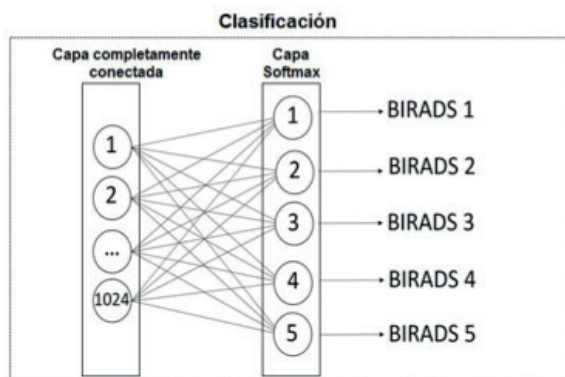 Clasificación
Capa completamente
conectada
Capa
Softmax
1
2
...
1024
1
2
3
4
5
BIRADS 1
BIRADS 2
BIRADS 3
BIRADS 4
BIRADS 5